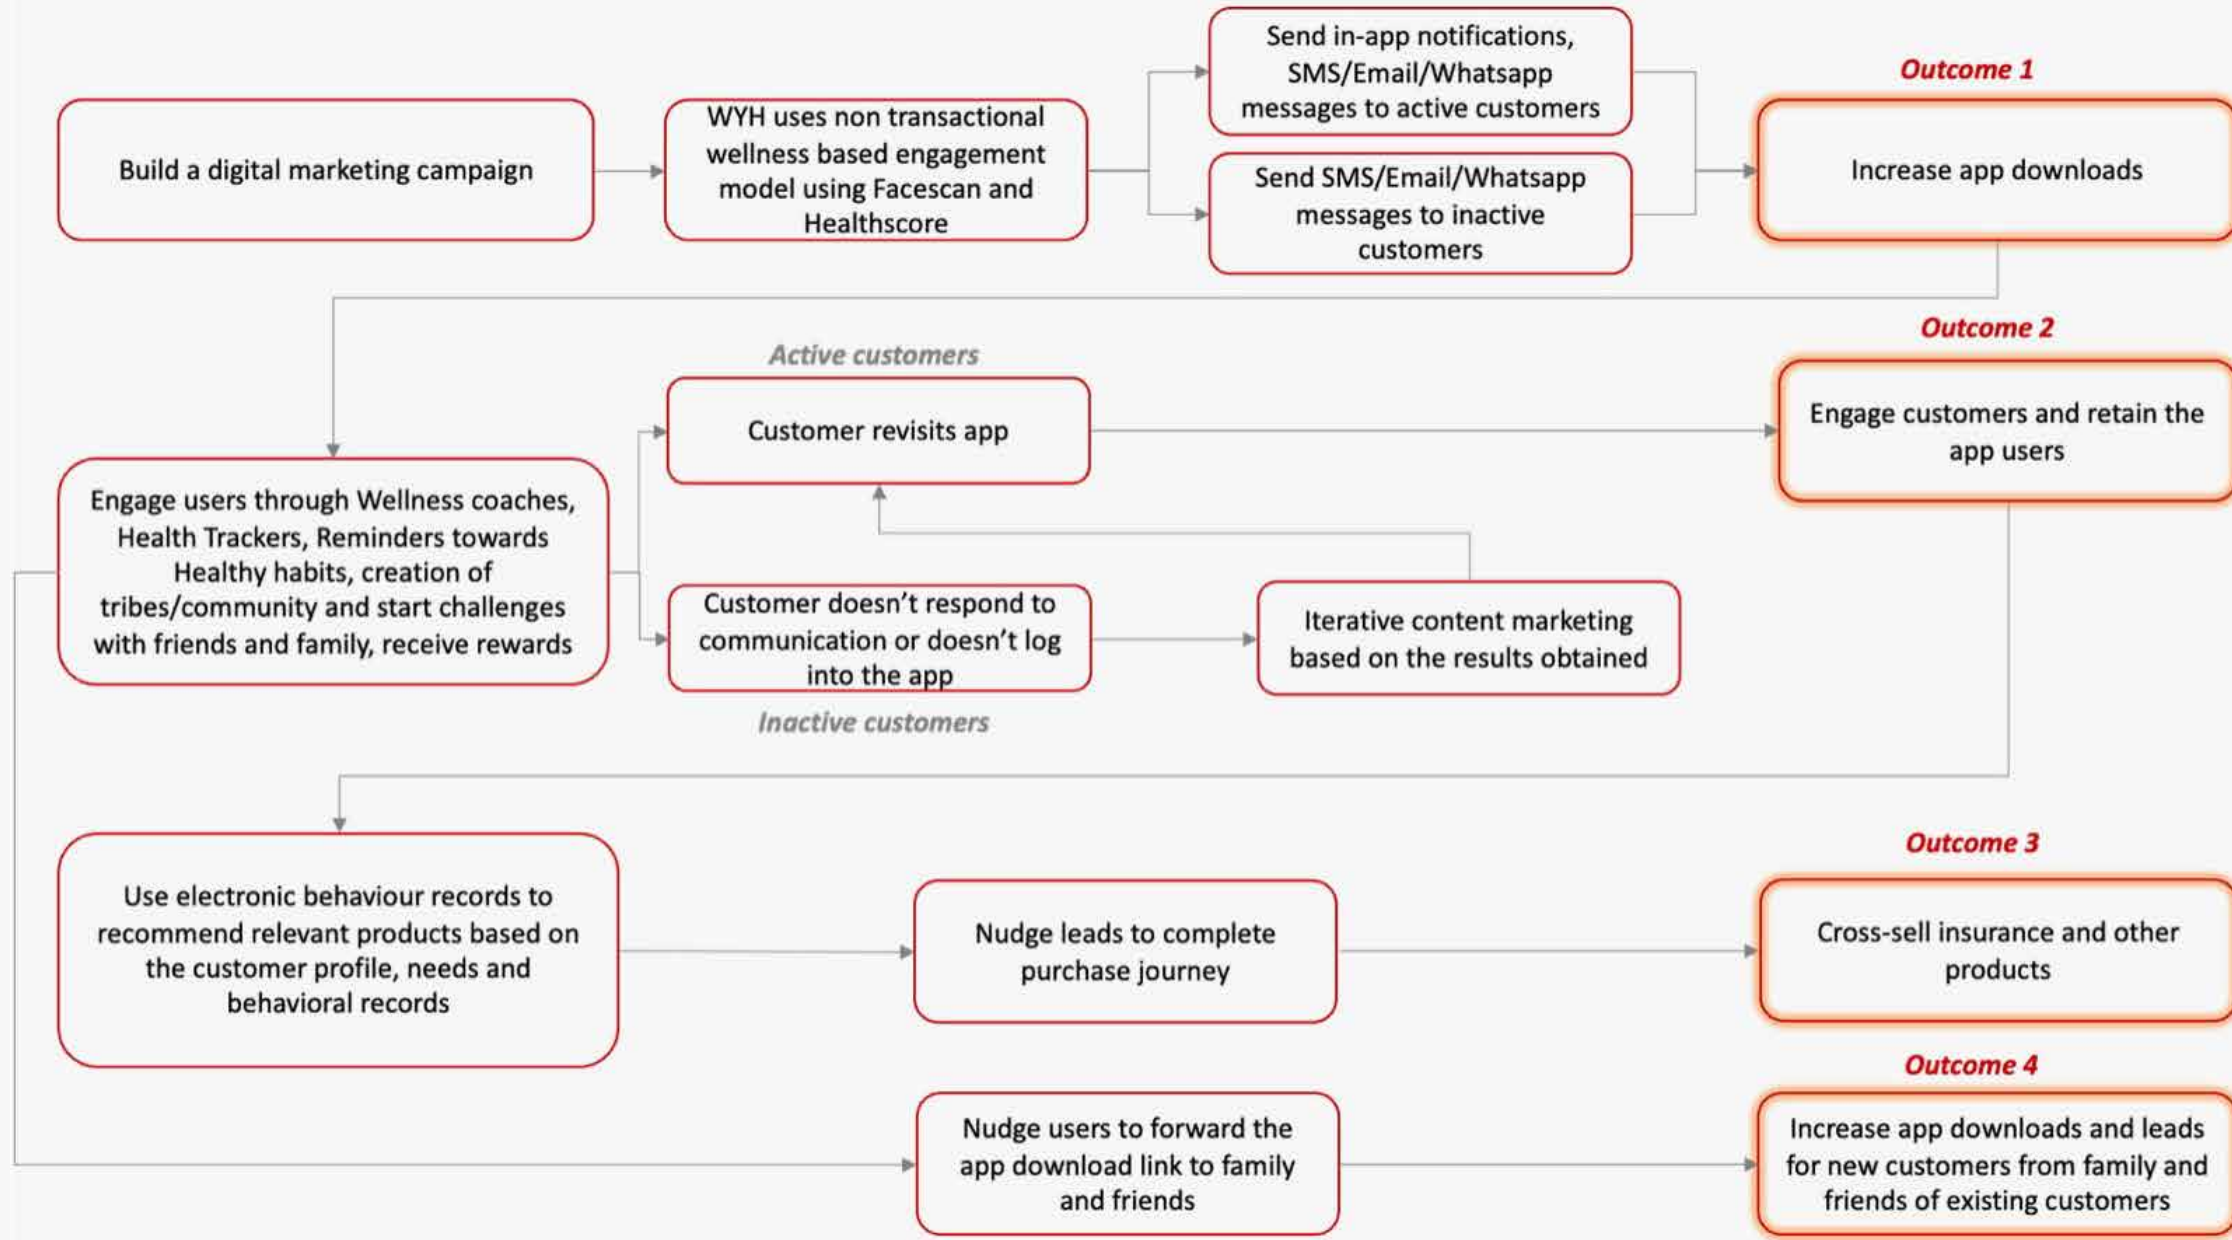 Build a digital marketing campaign
WYH uses non transactional
wellness based engagement
model using Facescan and
Healthscore
Send in-app notifications,
SMS/Email/Whatsapp
messages to active customers
Send SMS/Email/Whatsapp
messages to inactive
customers
Outcome 1
Increase app downloads
Engage users through Wellness coaches,
Health Trackers, Reminders towards
Healthy habits, creation of
tribes/community and start challenges
with friends and family, receive rewards
Active customers
Customer revisits app
Outcome 2
Engage customers and retain the
app users
Customer doesn’t respond to
communication or doesn’t log
into the app
Inactive customers
Iterative content marketing
based on the results obtained
Use electronic behaviour records to
recommend relevant products based on
the customer profile, needs and
behavioral records
Nudge leads to complete
purchase journey
Outcome 3
Cross-sell insurance and other
products
Nudge users to forward the
app download link to family
and friends
Outcome 4
Increase app downloads and leads
for new customers from family and
friends of existing customers